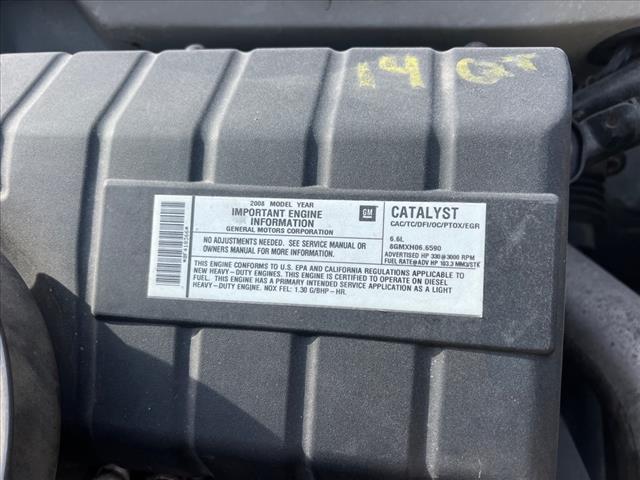 14 GT
2008 MODEL YEAR
IMPORTANT ENGINE
INFORMATION
GENERAL MOTORS CORPORATION
NO ADJUSTMENTS NEEDED. SEE SERVICE MANUAL OR
OWNERS MANUAL FOR MORE INFORMATION.
GM
CATALYST
CAC/TC/DFI/OC/PTOX/EGR
6.6L
8GMXH06.6590
ADVERTISED HP 330@3000 RPM
FUEL RATE@ADV HP 103.3 MM3/STK
THIS ENGINE CONFORMS TO U.S. EPA AND CALIFORNIA REGULATIONS APPLICABLE TO
NEW HEAVY-DUTY ENGINES. THIS ENGINE IS CERTIFIED TO OPERATE ON DIESEL
FUEL. THIS ENGINE HAS A PRIMARY INTENDED SERVICE APPLICATION AS A LIGHT
HEAVY-DUTY ENGINE. NOX FEL: 1.30 G/BHP-HR.